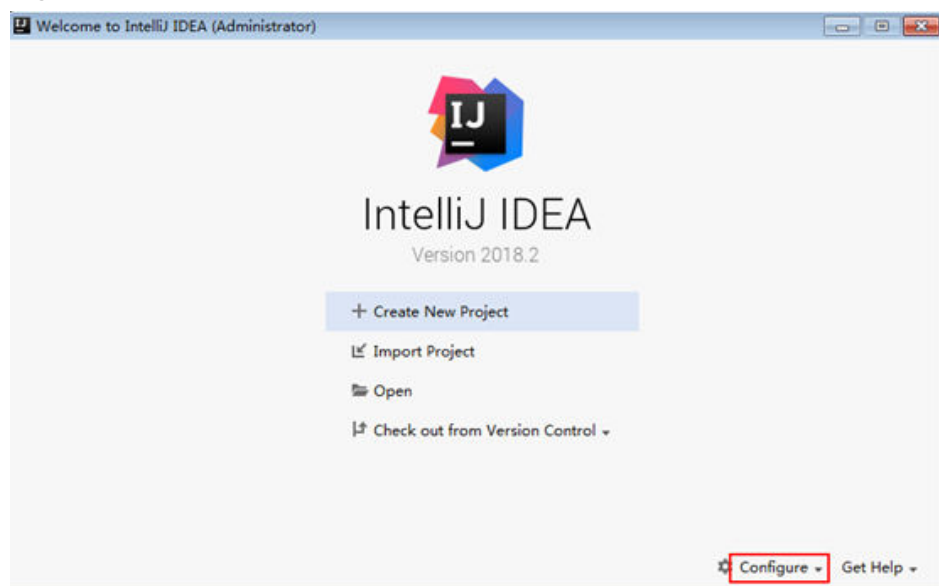 Welcome to IntelliJ IDEA (Administrator)
IJ
IntelliJ IDEA
Version 2018.2
Create New Project
Import Project
Open
Check out from Version Control
Configure Get Help